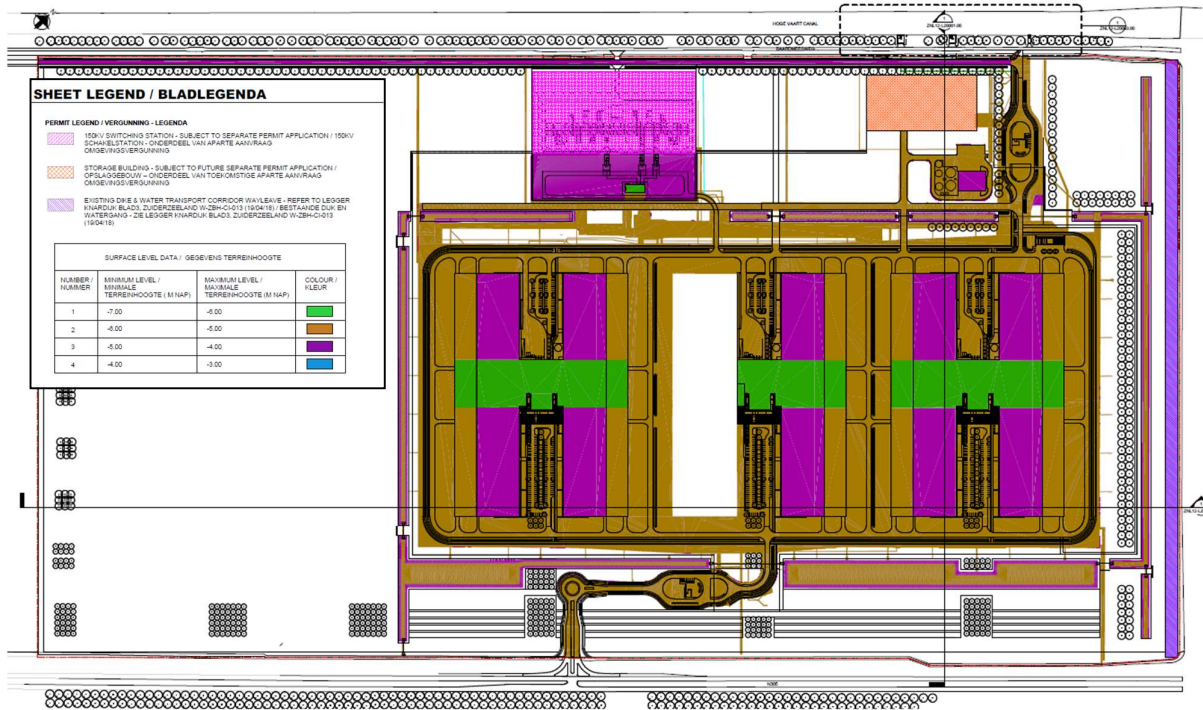 HOGE VAART CANAL
BAARDMEESWEG
SHEET LEGEND / BLADLEGENDA
PERMIT LEGEND / VERGUNNING - LEGENDA
150KV SWITCHING STATION - SUBJECT TO SEPARATE PERMIT APPLICATION / 150KV
SCHAKELSTATION - ONDERDEEL VAN APARTE AANVRAAG
OMGEVINGSVERGUNNING
STORAGE BUILDING - SUBJECT TO FUTURE SEPARATE PERMIT APPLICATION /
OPSLAGGEBOUW – ONDERDEEL VAN TOEKOMSTIGE APARTE AANVRAAG
OMGEVINGSVERGUNNING
EXISTING DIKE & WATER TRANSPORT CORRIDOR WAYLEAVE - REFER TO LEGGER
KNARDIJK BLAD3, ZUIDERZEELAND W-ZBH-CI-013 (19/04/18) / BESTAANDE DIJK EN
WATERGANG - ZIE LEGGER KNARDIJK BLAD3, ZUIDERZEELAND W-ZBH-CI-013
(19/04/18)
SURFACE LEVEL DATA / GEGEVENS TERREINHOOGTE
NUMBER / NUMMER
MINIMUM LEVEL / MINIMALE TERREINHOOGTE ( M NAP)
MAXIMUM LEVEL / MAXIMALE TERREINHOOGTE (M NAP)
COLOUR / KLEUR
1 -7.00 -6.00
2 -6.00 -5.00
3 -5.00 -4.00
4 -4.00 -3.00
N305